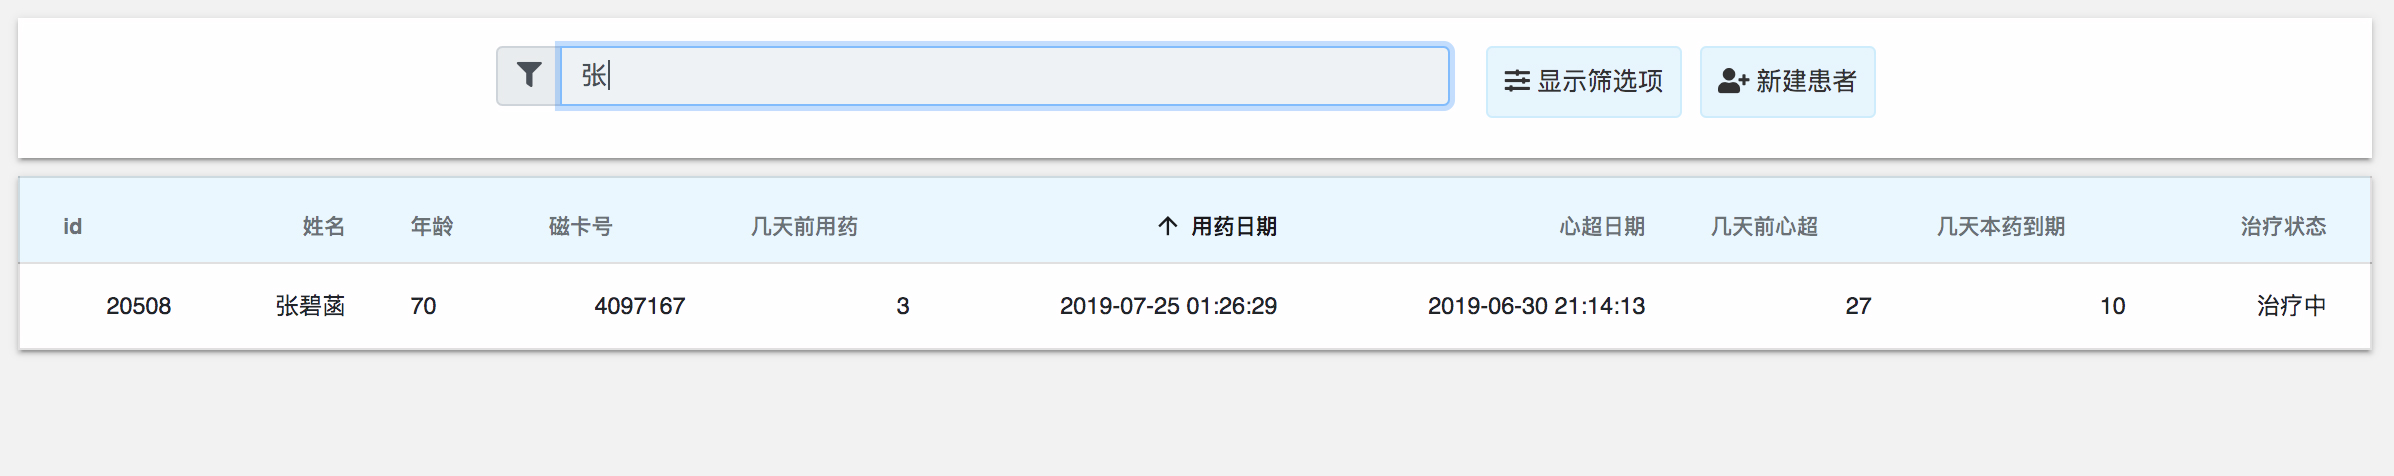 张
显示筛选项
新建患者
id 姓名 年龄 磁卡号 几天前用药 用药日期 心超日期 几天前心超 几天本药到期 治疗状态
20508 张碧菡 70 4097167 3 2019-07-25 01:26:29 2019-06-30 21:14:13 27 10 治疗中